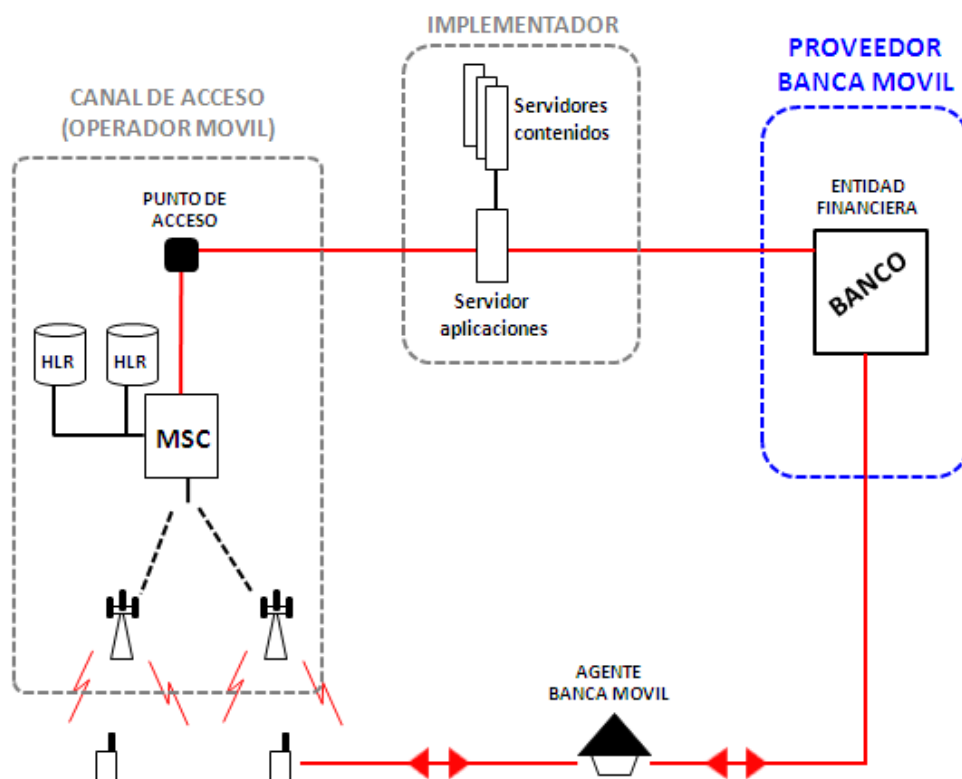 IMPLEMENTADOR
PROVEEDOR
BANCA MOVIL
CANAL DE ACCESO
(OPERADOR MOVIL)
Servidores
contenidos
PUNTO DE
ACCESO
ENTIDAD
FINANCIERA
BANCO
Servidor
aplicaciones
HLR
HLR
MSC
AGENTE
BANCA MOVIL